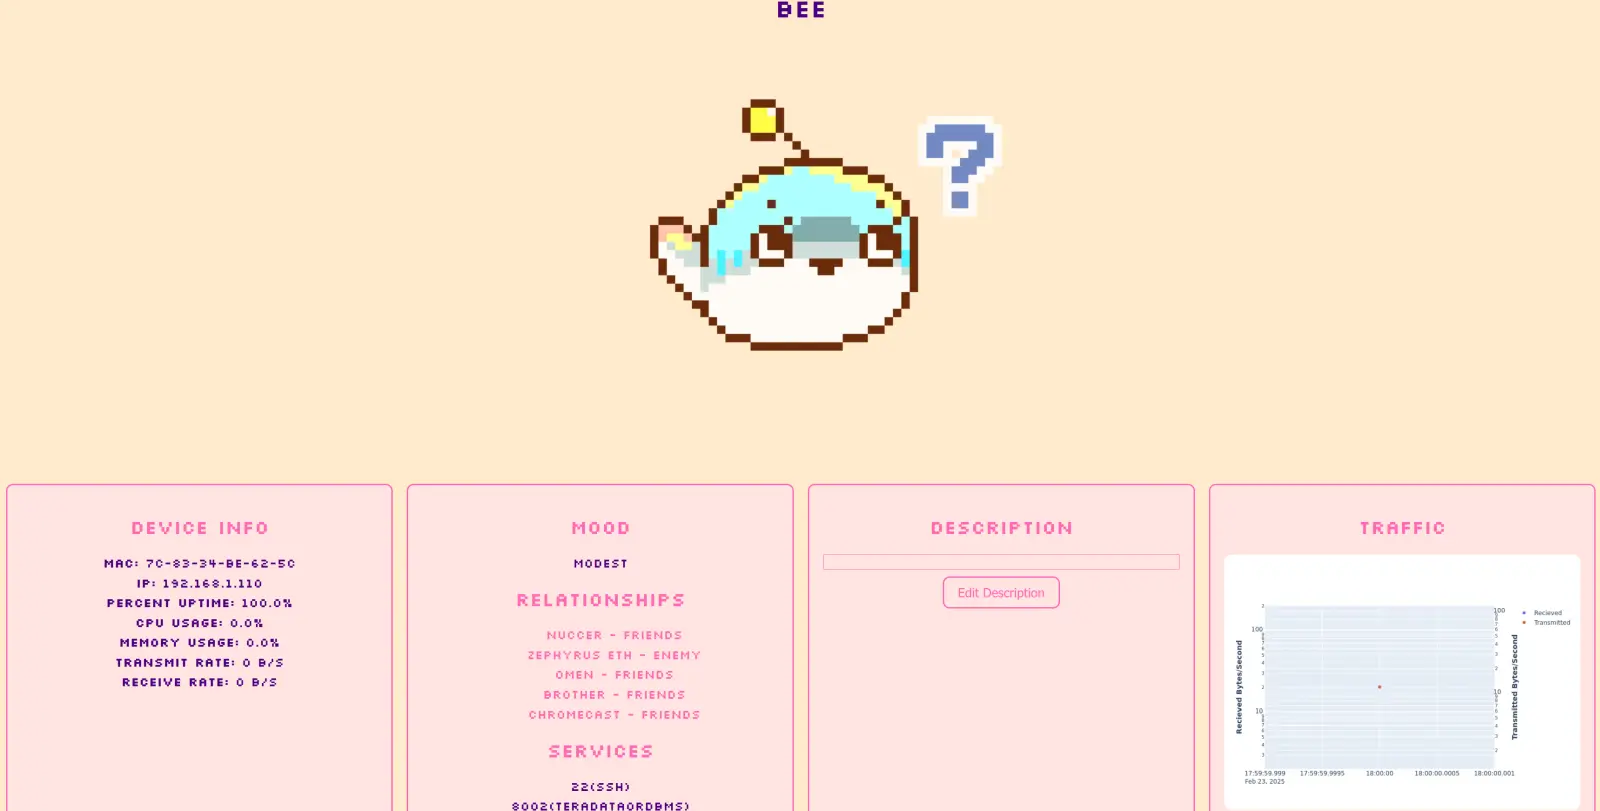 BEE
?
DEVICE INFO
MAC: 7C-83-34-BE-62-5C
IP: 192.168.1.110
PERCENT UPTIME: 100.0%
CPU USAGE: 0.0%
MEMORY USAGE: 0.0%
TRANSMIT RATE: 0 B/S
RECEIVE RATE: 0 B/S
MOOD
MODEST
RELATIONSHIPS
NUCCER - FRIENDS
ZEPHYRUS ETH - ENEMY
OMEN - FRIENDS
BROTHER - FRIENDS
CHROMECAST - FRIENDS
SERVICES
22(SSH)
8002(TERADATAORDBMS)
DESCRIPTION
Edit Description
TRAFFIC
Recieved
Transmitted
Recieved Bytes/Second
Transmitted Bytes/Second
100
10
100
10
17:59:59.999
17:59:59.9995
18:00:00
18:00:00.0005
18:00:00.001
Feb 23, 2025